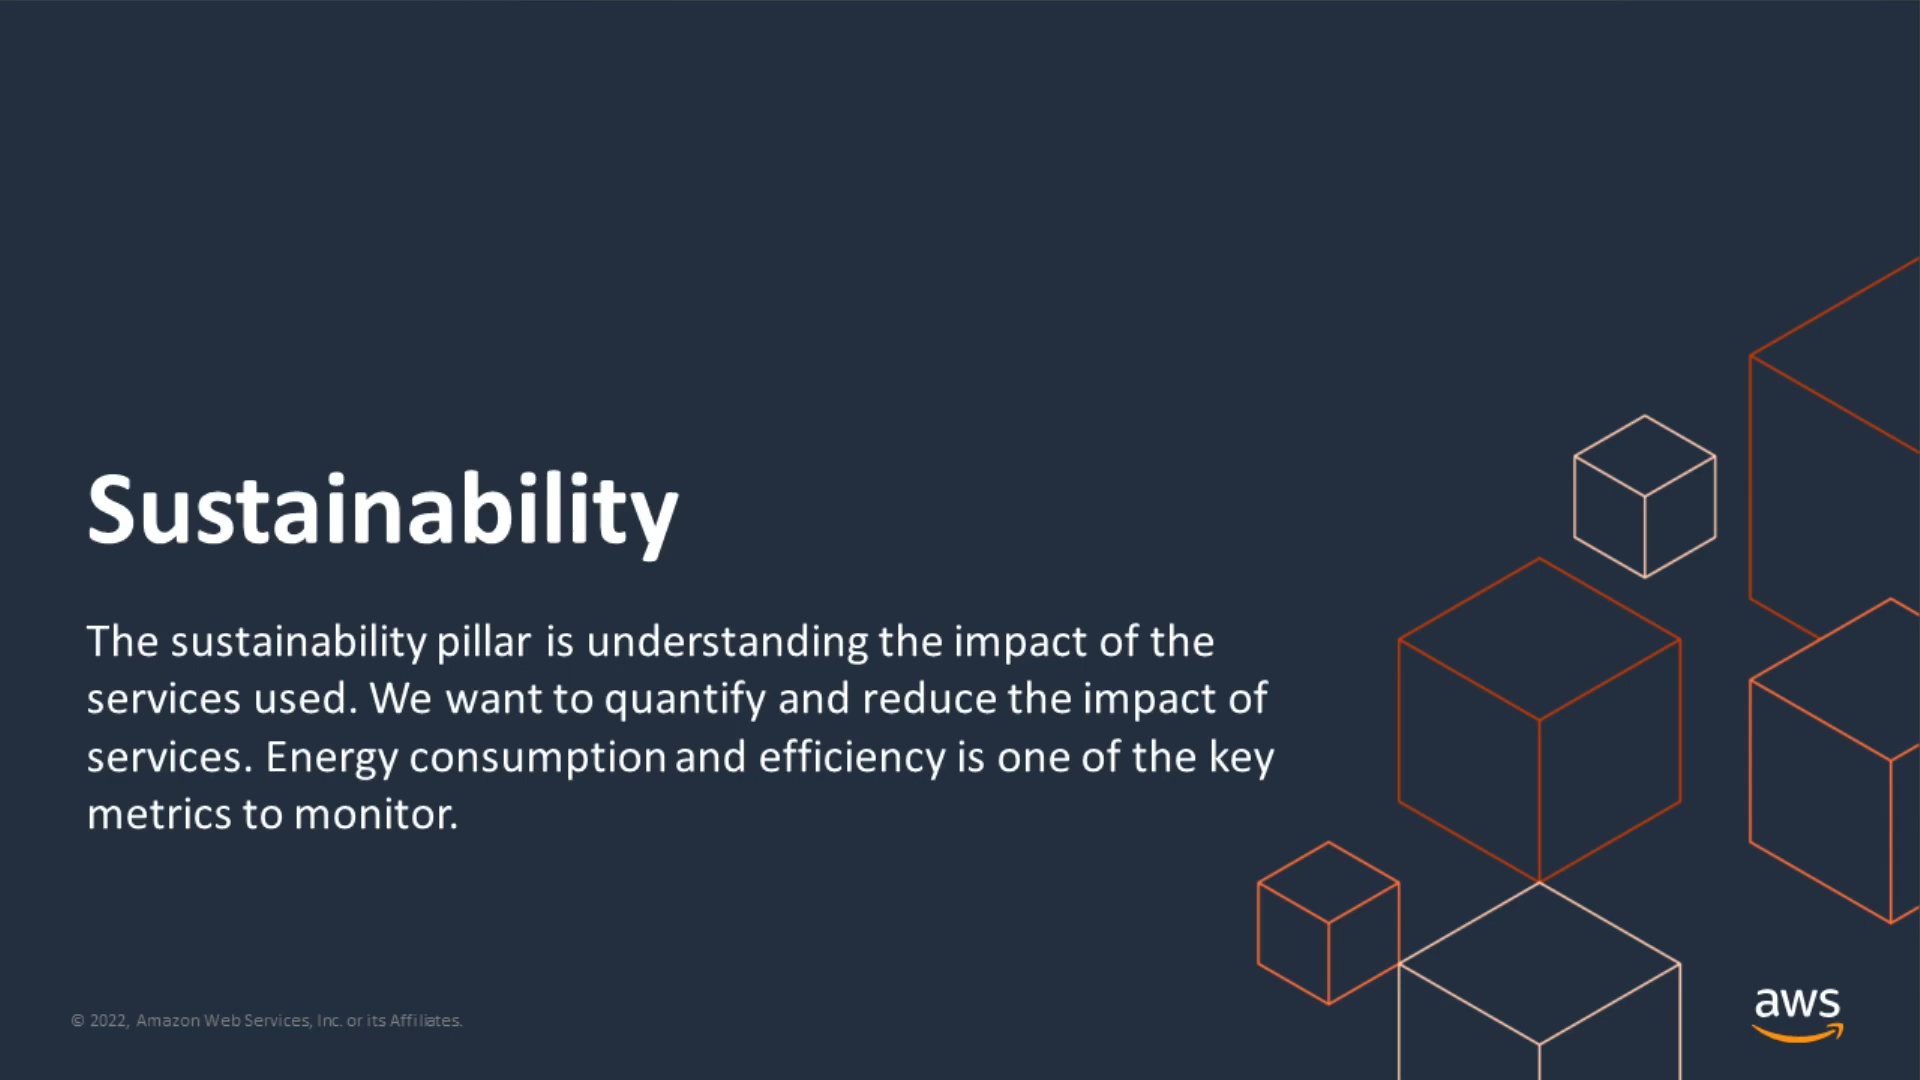 Sustainability
The sustainability pillar is understanding the impact of the
services used. We want to quantify and reduce the impact of
services. Energy consumption and efficiency is one of the key
metrics to monitor.
© 2022, Amazon Web Services, Inc. or its Affiliates.
aws